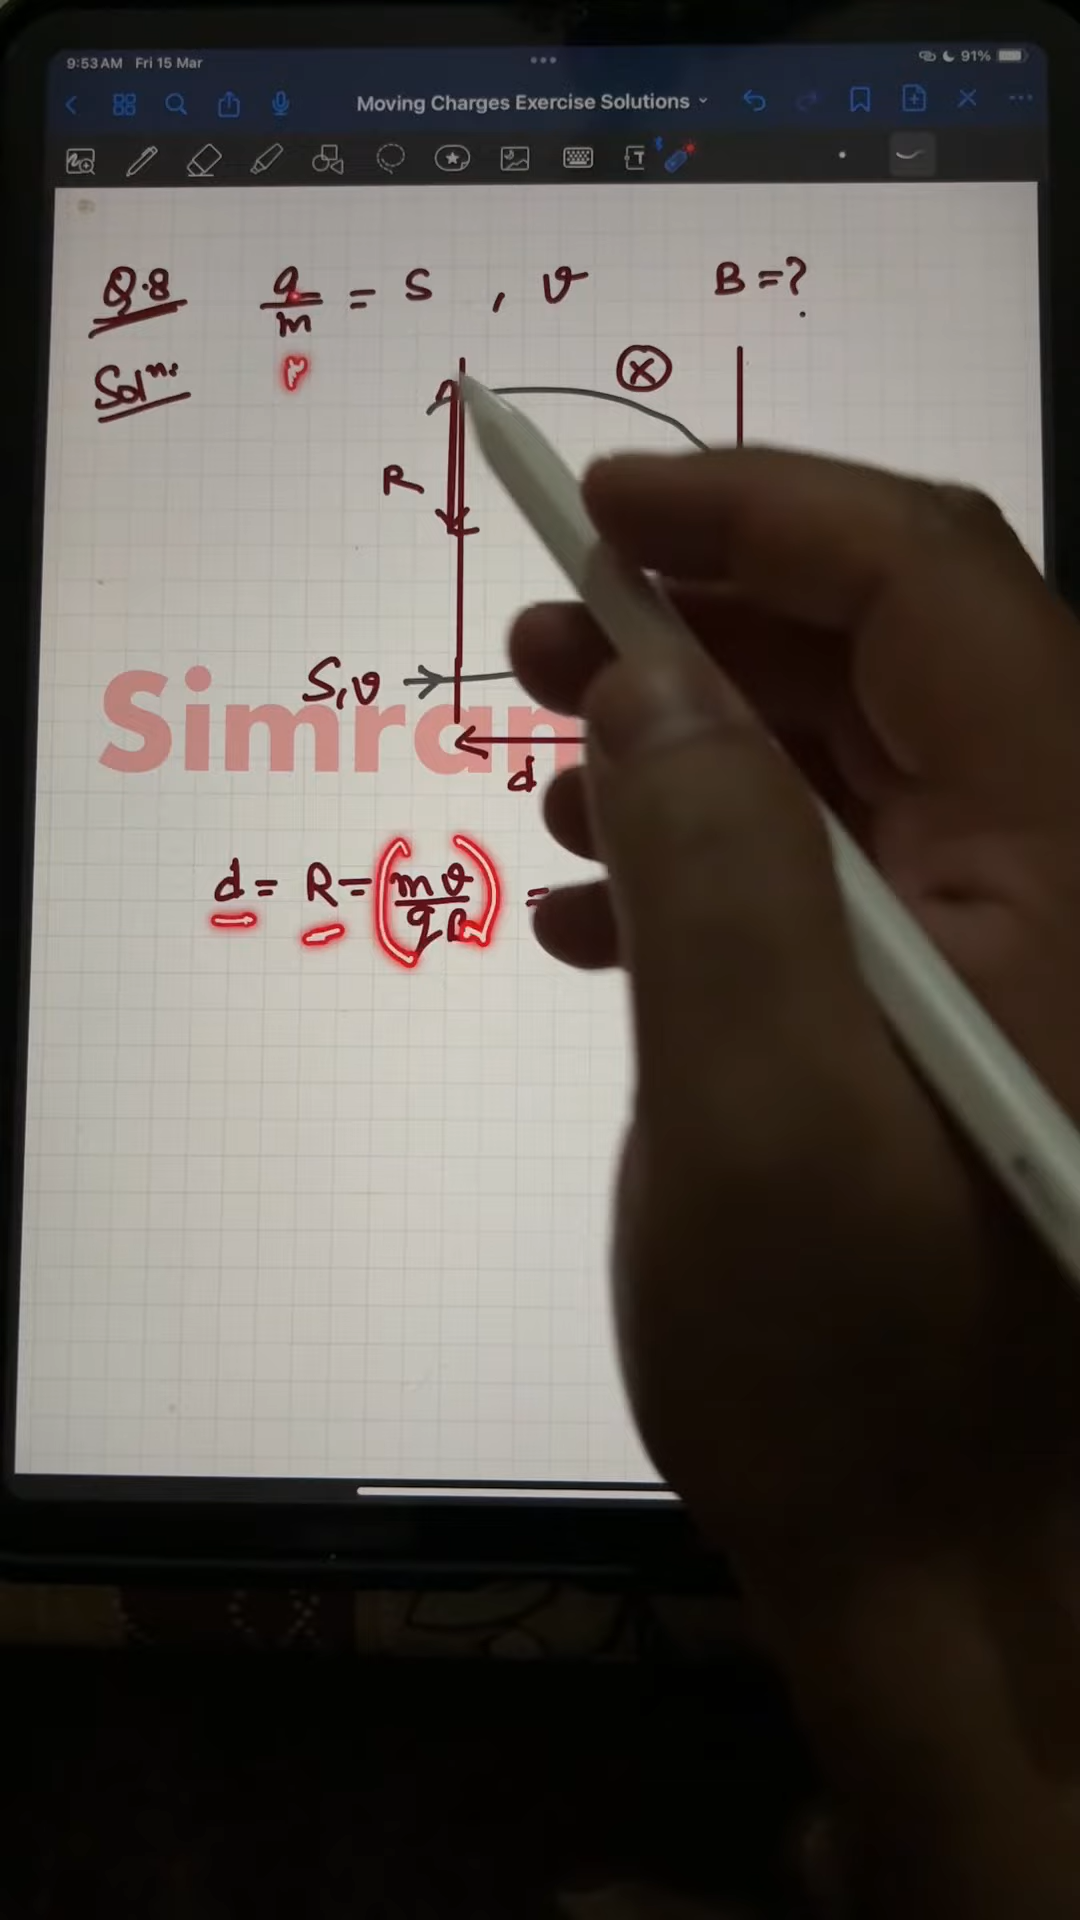 9:53 AM Fri 15 Mar 91%
Moving Charges Exercise Solutions
Q.8 q/m = S , v B = ?
Solⁿ.
R
S, v
Simran
d
d = R = (mv/qB) =